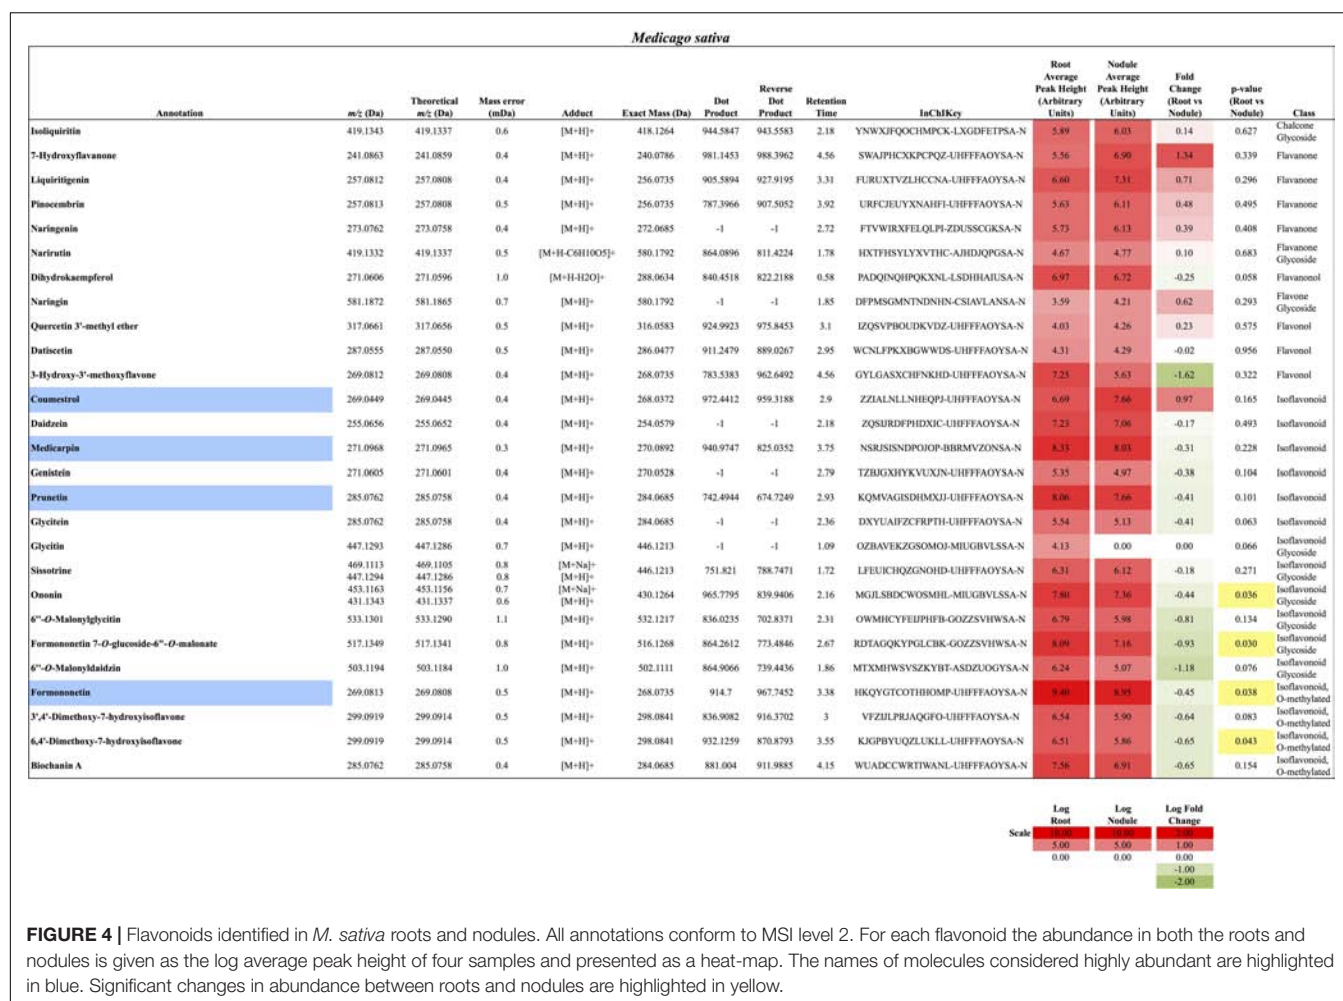 Medicago sativa
Annotation m/z (Da) Theoretical m/z (Da) Mass error (mDa) Adduct Exact Mass (Da) Dot Product Reverse Dot Product Retention Time InChIKey Root Average Peak Height (Arbitrary Units) Nodule Average Peak Height (Arbitrary Units) Fold Change (Root vs Nodule) p-value (Root vs Nodule) Class
Isoliquiritin 419.1343 419.1337 0.6 [M+H]+ 418.1264 944.5847 943.5583 2.18 YNWXJFQOCHMPCK-LXGDFETPSA-N 5.89 6.03 0.14 0.627 Chalcone Glycoside
7-Hydroxyflavanone 241.0863 241.0859 0.4 [M+H]+ 240.0786 981.1453 988.3962 4.56 SWAJPHCXKPCPQZ-UHFFFAOYSA-N 5.56 6.90 1.34 0.339 Flavanone
Liquiritigenin 257.0812 257.0808 0.4 [M+H]+ 256.0735 905.5894 927.9195 3.31 FURUXTVZLHCCNA-UHFFFAOYSA-N 6.60 7.31 0.71 0.296 Flavanone
Pinocembrin 257.0813 257.0808 0.5 [M+H]+ 256.0735 787.3966 907.5052 3.92 URFCJEUYXNAHFI-UHFFFAOYSA-N 5.63 6.11 0.48 0.495 Flavanone
Naringenin 273.0762 273.0758 0.4 [M+H]+ 272.0685 -1 -1 2.72 FTVWIRXFELQLPI-ZDUSSCGKSA-N 5.73 6.13 0.39 0.408 Flavanone
Narirutin 419.1332 419.1337 0.5 [M+H-C6H10O5]+ 580.1792 864.0896 811.4224 1.78 HXTFHSYLYXVTHC-AJHDJQPGSA-N 4.67 4.77 0.10 0.683 Flavanone Glycoside
Dihydrokaempferol 271.0606 271.0596 1.0 [M+H-H2O]+ 288.0634 840.4518 822.2188 0.58 PADQINQHPQKXNL-LSDHHAIUSA-N 6.97 6.72 -0.25 0.058 Flavanonol
Naringin 581.1872 581.1865 0.7 [M+H]+ 580.1792 -1 -1 1.85 DFPMSGMNTNDNHN-CSIAVLANSA-N 3.59 4.21 0.62 0.293 Flavone Glycoside
Quercetin 3'-methyl ether 317.0661 317.0656 0.5 [M+H]+ 316.0583 924.9923 975.8453 3.1 IZQSVPBOUDKVDZ-UHFFFAOYSA-N 4.03 4.26 0.23 0.575 Flavonol
Datiscetin 287.0555 287.0550 0.5 [M+H]+ 286.0477 911.2479 889.0267 2.95 WCNLFPKXBGWWDS-UHFFFAOYSA-N 4.31 4.29 -0.02 0.956 Flavonol
3-Hydroxy-3'-methoxyflavone 269.0812 269.0808 0.4 [M+H]+ 268.0735 783.5383 962.6492 4.56 GYLGASXCHFNKHD-UHFFFAOYSA-N 7.25 5.63 -1.62 0.322 Flavonol
Coumestrol 269.0449 269.0445 0.4 [M+H]+ 268.0372 972.4412 959.3188 2.9 ZZIALNLLNHEQPJ-UHFFFAOYSA-N 6.69 7.66 0.97 0.165 Isoflavonoid
Daidzein 255.0656 255.0652 0.4 [M+H]+ 254.0579 -1 -1 2.18 ZQSIJRDFPHDXIC-UHFFFAOYSA-N 7.23 7.06 -0.17 0.493 Isoflavonoid
Medicarpin 271.0968 271.0965 0.3 [M+H]+ 270.0892 940.9747 825.0352 3.75 NSRJSISNDPOJOP-BBRMVZONSA-N 8.33 8.03 -0.31 0.228 Isoflavonoid
Genistein 271.0605 271.0601 0.4 [M+H]+ 270.0528 -1 -1 2.79 TZBJGXHYKVUXJN-UHFFFAOYSA-N 5.35 4.97 -0.38 0.104 Isoflavonoid
Prunetin 285.0762 285.0758 0.4 [M+H]+ 284.0685 742.4944 674.7249 2.93 KQMVAGISDHMXJJ-UHFFFAOYSA-N 8.06 7.66 -0.41 0.101 Isoflavonoid
Glycitein 285.0762 285.0758 0.4 [M+H]+ 284.0685 -1 -1 2.36 DXYUAIFZCFRPTH-UHFFFAOYSA-N 5.54 5.13 -0.41 0.063 Isoflavonoid
Glycitin 447.1293 447.1286 0.7 [M+H]+ 446.1213 -1 -1 1.09 OZBAVEKZGSOMOJ-MIUGBVLSSA-N 4.13 0.00 0.00 0.066 Isoflavonoid Glycoside
Sissotrine 469.1113 447.1294 469.1105 447.1286 0.8 0.8 [M+Na]+ [M+H]+ 446.1213 751.821 788.7471 1.72 LFEUICHQZGNOHD-UHFFFAOYSA-N 6.31 6.12 -0.18 0.271 Isoflavonoid Glycoside
Ononin 453.1163 431.1343 453.1156 431.1337 0.7 0.6 [M+Na]+ [M+H]+ 430.1264 965.7795 839.9406 2.16 MGJLSBDCWOSMHL-MIUGBVLSSA-N 7.80 7.36 -0.44 0.036 Isoflavonoid Glycoside
6"-O-Malonylglycitin 533.1301 533.1290 1.1 [M+H]+ 532.1217 836.0235 702.8371 2.31 OWMHCYFEIJPHFB-GOZZSVHWSA-N 6.79 5.98 -0.81 0.134 Isoflavonoid Glycoside
Formononetin 7-O-glucoside-6"-O-malonate 517.1349 517.1341 0.8 [M+H]+ 516.1268 864.2612 773.4846 2.67 RDTAGQKYPGLCBK-GOZZSVHWSA-N 8.09 7.16 -0.93 0.030 Isoflavonoid Glycoside
6"-O-Malonyldaidzin 503.1194 503.1184 1.0 [M+H]+ 502.1111 864.9066 739.4436 1.86 MTXMHWSVSZKYBT-ASDZUOGYSA-N 6.24 5.07 -1.18 0.076 Isoflavonoid Glycoside
Formononetin 269.0813 269.0808 0.5 [M+H]+ 268.0735 914.7 967.7452 3.38 HKQYGTCOTHHOMP-UHFFFAOYSA-N 9.40 8.95 -0.45 0.038 Isoflavonoid, O-methylated
3',4'-Dimethoxy-7-hydroxyisoflavone 299.0919 299.0914 0.5 [M+H]+ 298.0841 836.9082 916.3702 3 VFZIJLPRJAQGFO-UHFFFAOYSA-N 6.54 5.90 -0.64 0.083 Isoflavonoid, O-methylated
6,4'-Dimethoxy-7-hydroxyisoflavone 299.0919 299.0914 0.5 [M+H]+ 298.0841 932.1259 870.8793 3.55 KJGPBYUQZLUKLL-UHFFFAOYSA-N 6.51 5.86 -0.65 0.043 Isoflavonoid, O-methylated
Biochanin A 285.0762 285.0758 0.4 [M+H]+ 284.0685 881.004 911.9885 4.15 WUADCCWRTIWANL-UHFFFAOYSA-N 7.56 6.91 -0.65 0.154 Isoflavonoid, O-methylated
Log Root Log Nodule Log Fold Change
Scale 10.00 10.00 2.00
5.00 5.00 1.00
0.00 0.00 0.00
-1.00
-2.00
FIGURE 4 | Flavonoids identified in M. sativa roots and nodules. All annotations conform to MSI level 2. For each flavonoid the abundance in both the roots and
nodules is given as the log average peak height of four samples and presented as a heat-map. The names of molecules considered highly abundant are highlighted
in blue. Significant changes in abundance between roots and nodules are highlighted in yellow.